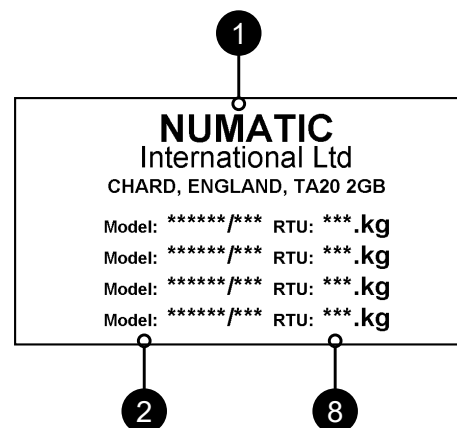 1
NUMATIC
International Ltd
CHARD, ENGLAND, TA20 2GB
Model: ******/*** RTU: ***.kg
Model: ******/*** RTU: ***.kg
Model: ******/*** RTU: ***.kg
Model: ******/*** RTU: ***.kg
2 8